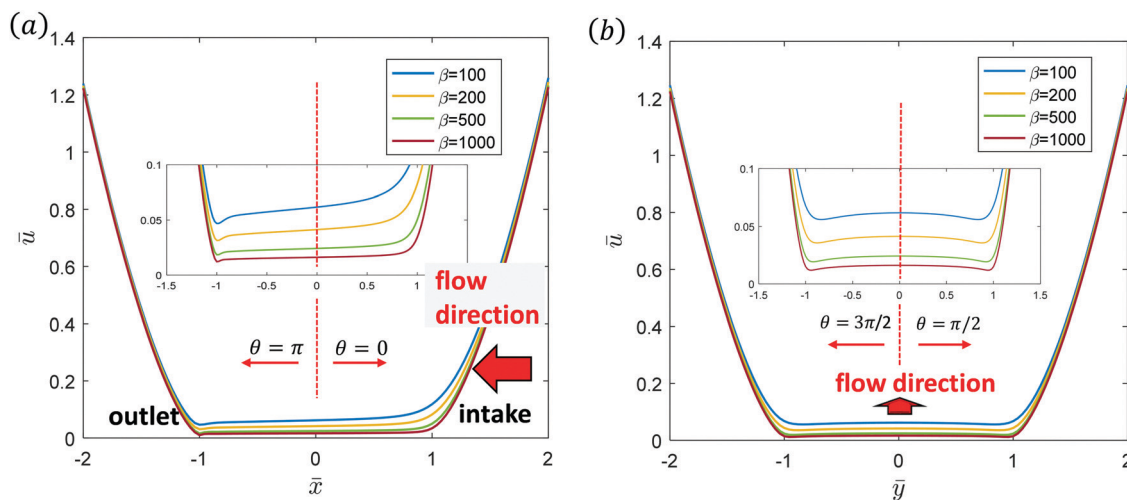 (a)
1.4
1.2
1
0.8
0.6
0.4
0.2
0
ū
β=100
β=200
β=500
β=1000
0.1
0.05
0
-1.5 -1 -0.5 0 0.5 1
flow
direction
θ = π
θ = 0
outlet
intake
-2 -1 0 1 2
x̄
(b)
1.4
1.2
1
0.8
0.6
0.4
0.2
0
ū
β=100
β=200
β=500
β=1000
0.1
0.05
0
-1.5 -1 -0.5 0 0.5 1 1.5
θ = 3π/2
θ = π/2
flow direction
-2 -1 0 1 2
ȳ